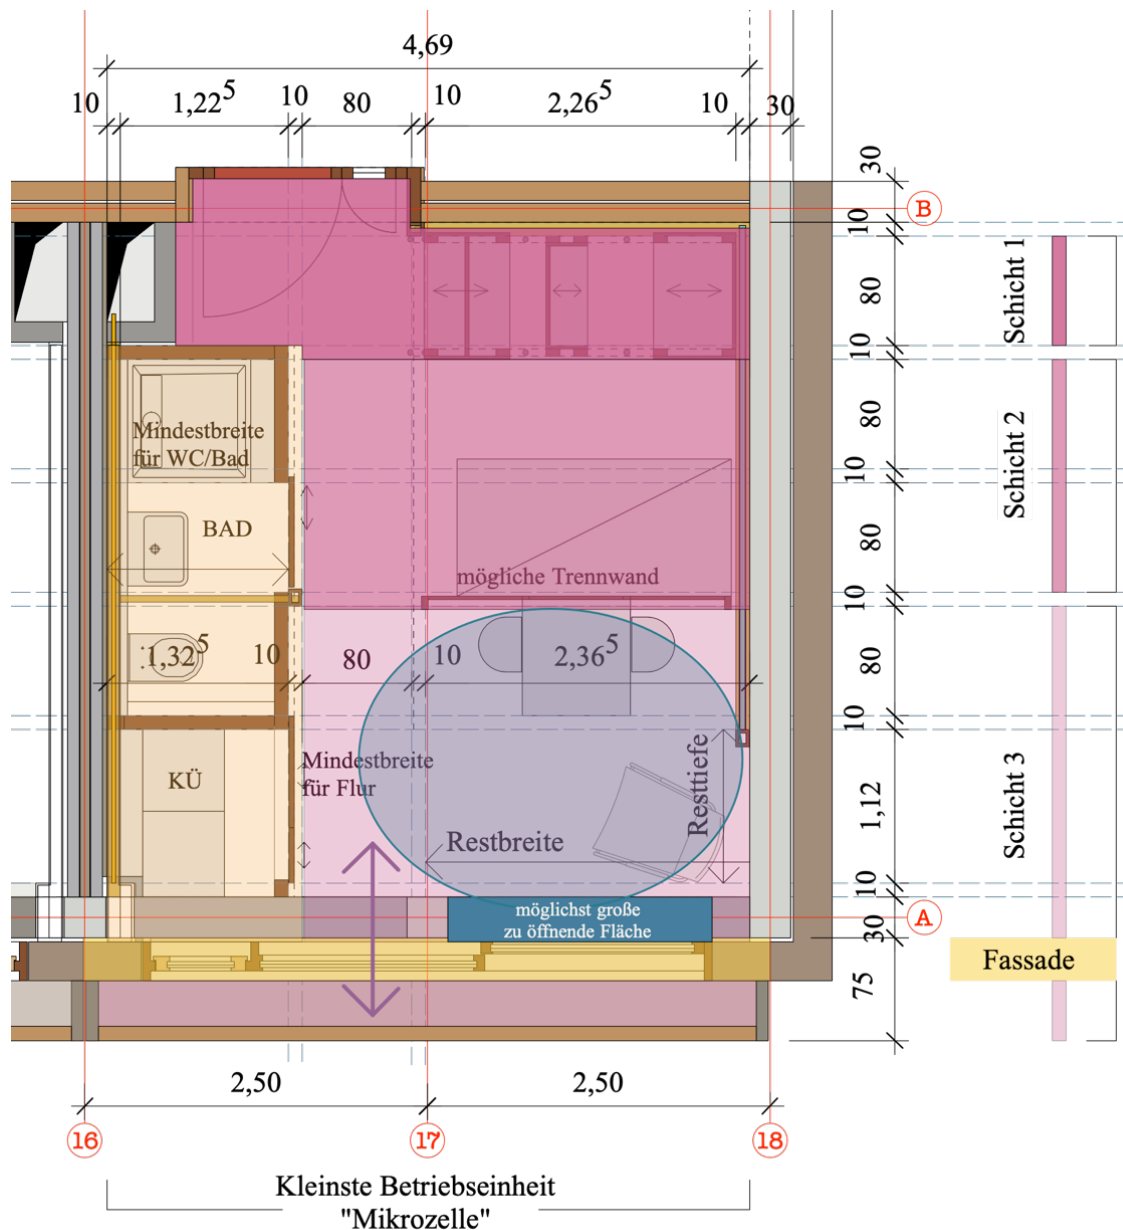 4,69
10
1,22⁵
10
80
10
2,26⁵
10
30
30
B
10
80
10
80
10
80
10
80
10
1,12
10
A
30
75
Schicht 1
Schicht 2
Schicht 3
Fassade
Mindestbreite
für WC/Bad
BAD
mögliche Trennwand
1,32⁵
10
80
10
2,36⁵
Mindestbreite
für Flur
KÜ
Resttiefe
Restbreite
möglichst große
zu öffnende Fläche
2,50
2,50
16
17
18
Kleinste Betriebseinheit
"Mikrozelle"